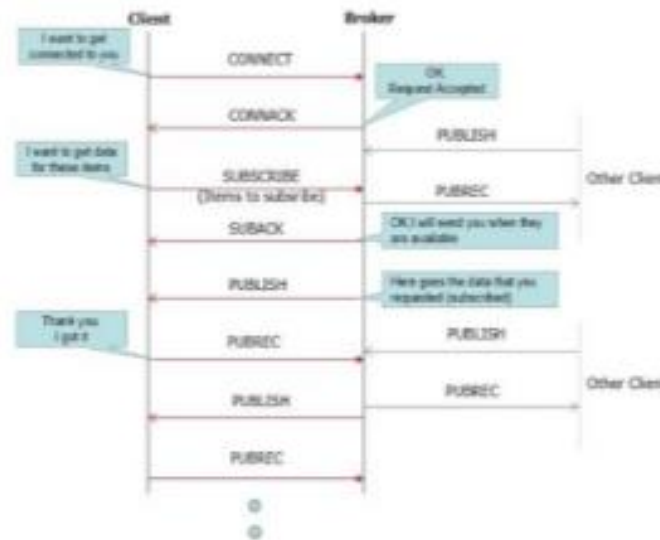 Client
Broker
I want to get
connected to you
CONNECT
OK
Request Accepted
CONNACK
PUBLISH
I want to get data
for these items
SUBSCRIBE
(Items to subscribe)
PUBREC
Other Clien
SUBACK
OK I will send you when they
are available
PUBLISH
Here goes the data that you
requested (subscribed)
Thank you
I got it
PUBREC
PUBLISH
PUBLISH
PUBREC
Other Clien
PUBREC